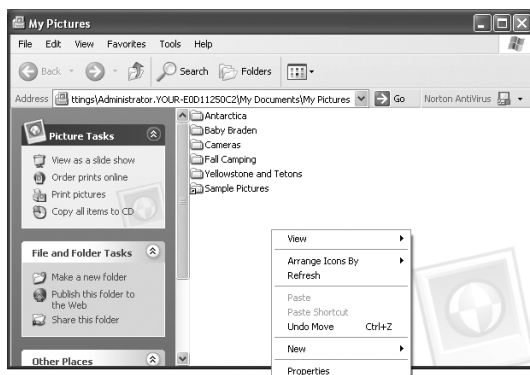 My Pictures
File Edit View Favorites Tools Help
Back Search Folders
Address ttings\Administrator.YOUR-E0D11250C2\My Documents\My Pictures Go Norton AntiVirus
Picture Tasks
View as a slide show
Order prints online
Print pictures
Copy all items to CD
File and Folder Tasks
Make a new folder
Publish this folder to
the Web
Share this folder
Other Places
Antarctica
Baby Braden
Cameras
Fall Camping
Yellowstone and Tetons
Sample Pictures
View
Arrange Icons By
Refresh
Paste
Paste Shortcut
Undo Move Ctrl+Z
New
Properties